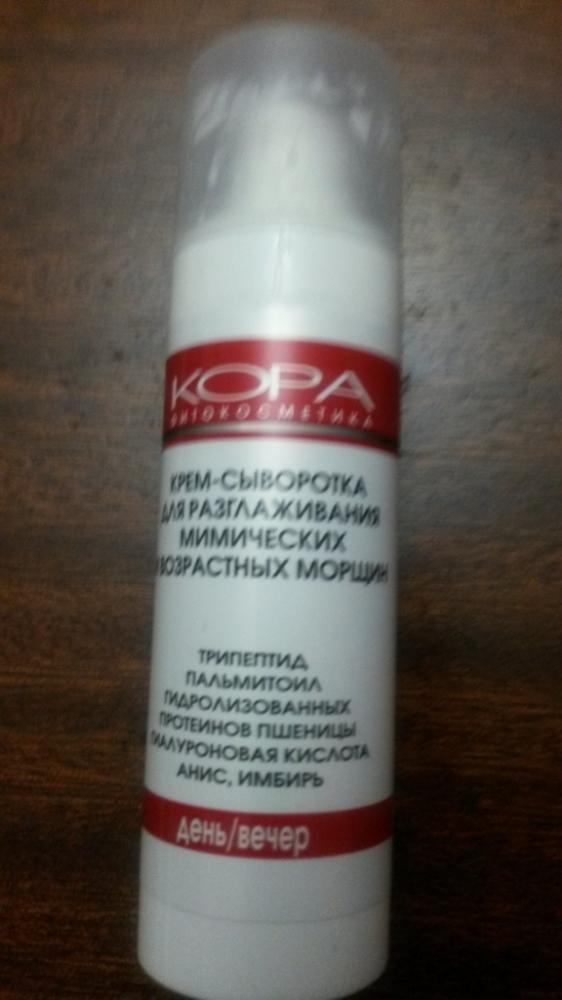 КОРА
ФИТОКОСМЕТИКА
КРЕМ-СЫВОРОТКА
ДЛЯ РАЗГЛАЖИВАНИЯ
МИМИЧЕСКИХ
И ВОЗРАСТНЫХ МОРЩИН
ТРИПЕПТИД
ПАЛЬМИТОИЛ
ГИДРОЛИЗОВАННЫХ
ПРОТЕИНОВ ПШЕНИЦЫ
ГИАЛУРОНОВАЯ КИСЛОТА
АНИС, ИМБИРЬ
день/вечер